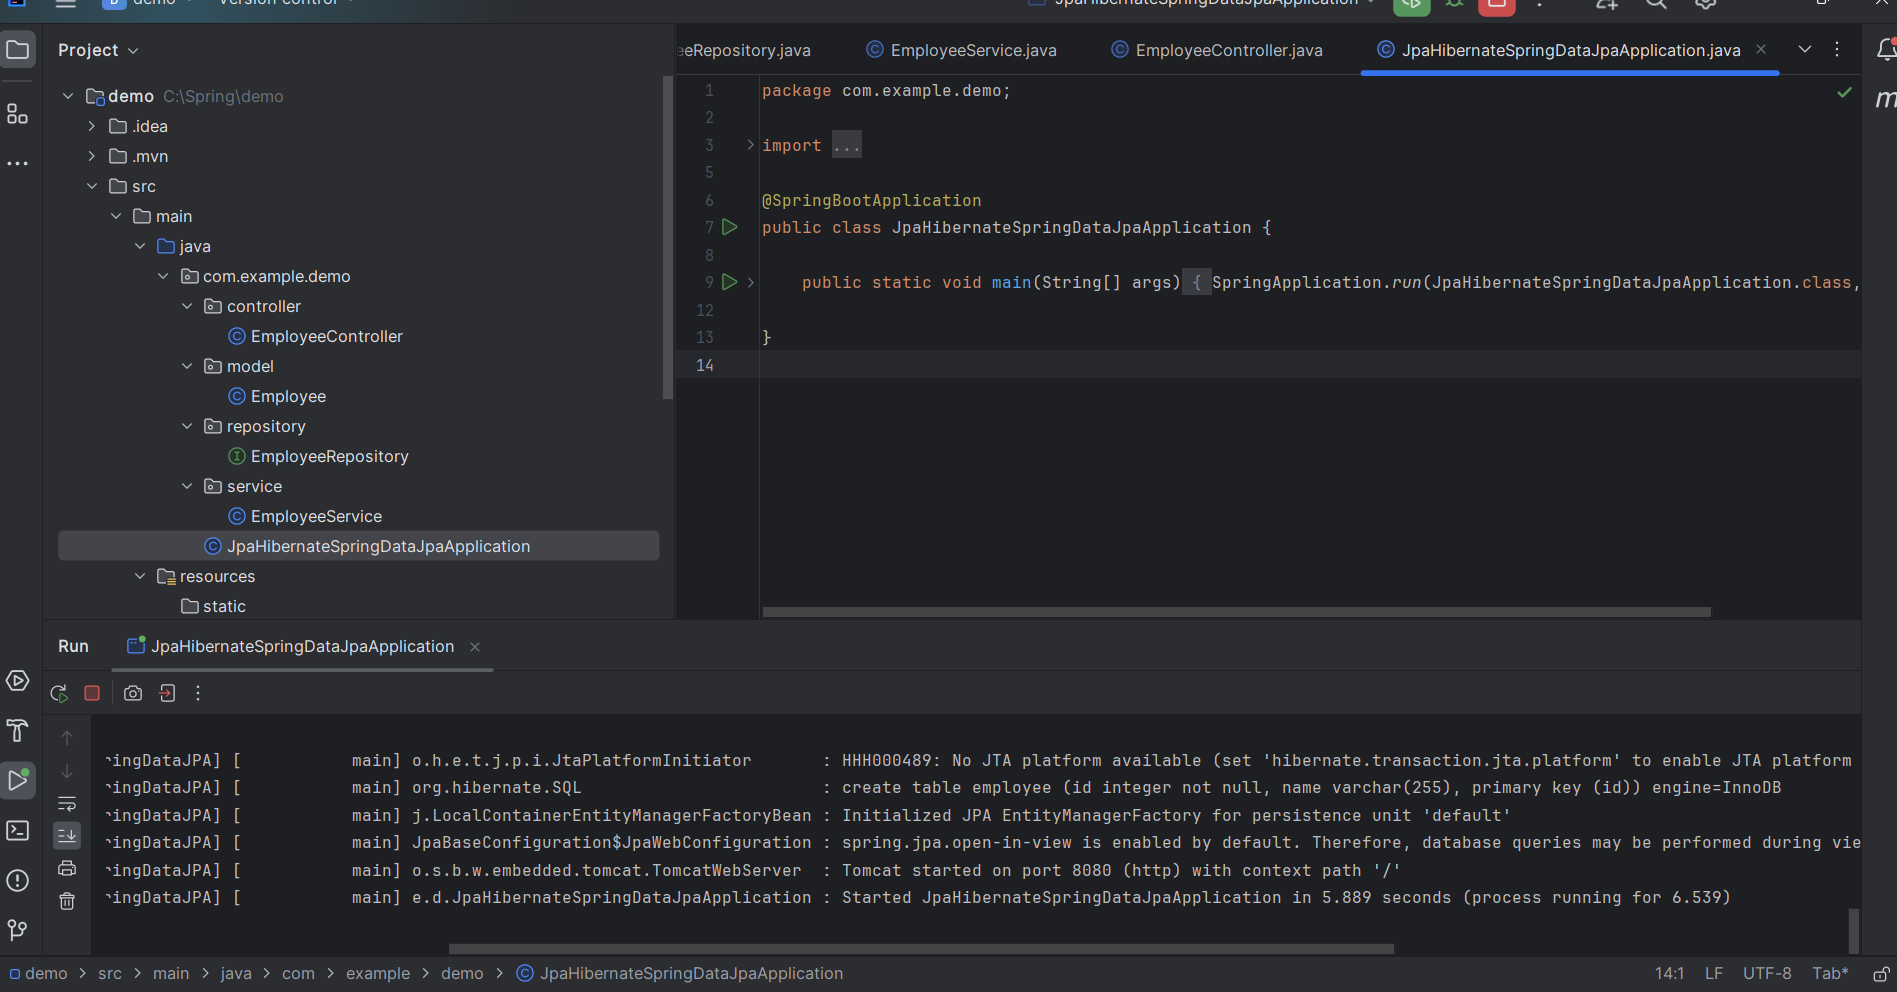 demo
Version control
JpaHibernateSpringDataJpaApplication
Project
eeRepository.java
EmployeeService.java
EmployeeController.java
JpaHibernateSpringDataJpaApplication.java
demo C:\Spring\demo
.idea
.mvn
src
main
java
com.example.demo
controller
EmployeeController
model
Employee
repository
EmployeeRepository
service
EmployeeService
JpaHibernateSpringDataJpaApplication
resources
static
1 package com.example.demo;
2
3 import ...
5
6 @SpringBootApplication
7 public class JpaHibernateSpringDataJpaApplication {
8
9 public static void main(String[] args) { SpringApplication.run(JpaHibernateSpringDataJpaApplication.class,
12
13 }
14
m
Run
JpaHibernateSpringDataJpaApplication
ringDataJPA] [ main] o.h.e.t.j.p.i.JtaPlatformInitiator : HHH000489: No JTA platform available (set 'hibernate.transaction.jta.platform' to enable JTA platform
ringDataJPA] [ main] org.hibernate.SQL : create table employee (id integer not null, name varchar(255), primary key (id)) engine=InnoDB
ringDataJPA] [ main] j.LocalContainerEntityManagerFactoryBean : Initialized JPA EntityManagerFactory for persistence unit 'default'
ringDataJPA] [ main] JpaBaseConfiguration$JpaWebConfiguration : spring.jpa.open-in-view is enabled by default. Therefore, database queries may be performed during vie
ringDataJPA] [ main] o.s.b.w.embedded.tomcat.TomcatWebServer : Tomcat started on port 8080 (http) with context path '/'
ringDataJPA] [ main] e.d.JpaHibernateSpringDataJpaApplication : Started JpaHibernateSpringDataJpaApplication in 5.889 seconds (process running for 6.539)
demo > src > main > java > com > example > demo > JpaHibernateSpringDataJpaApplication
14:1 LF UTF-8 Tab*